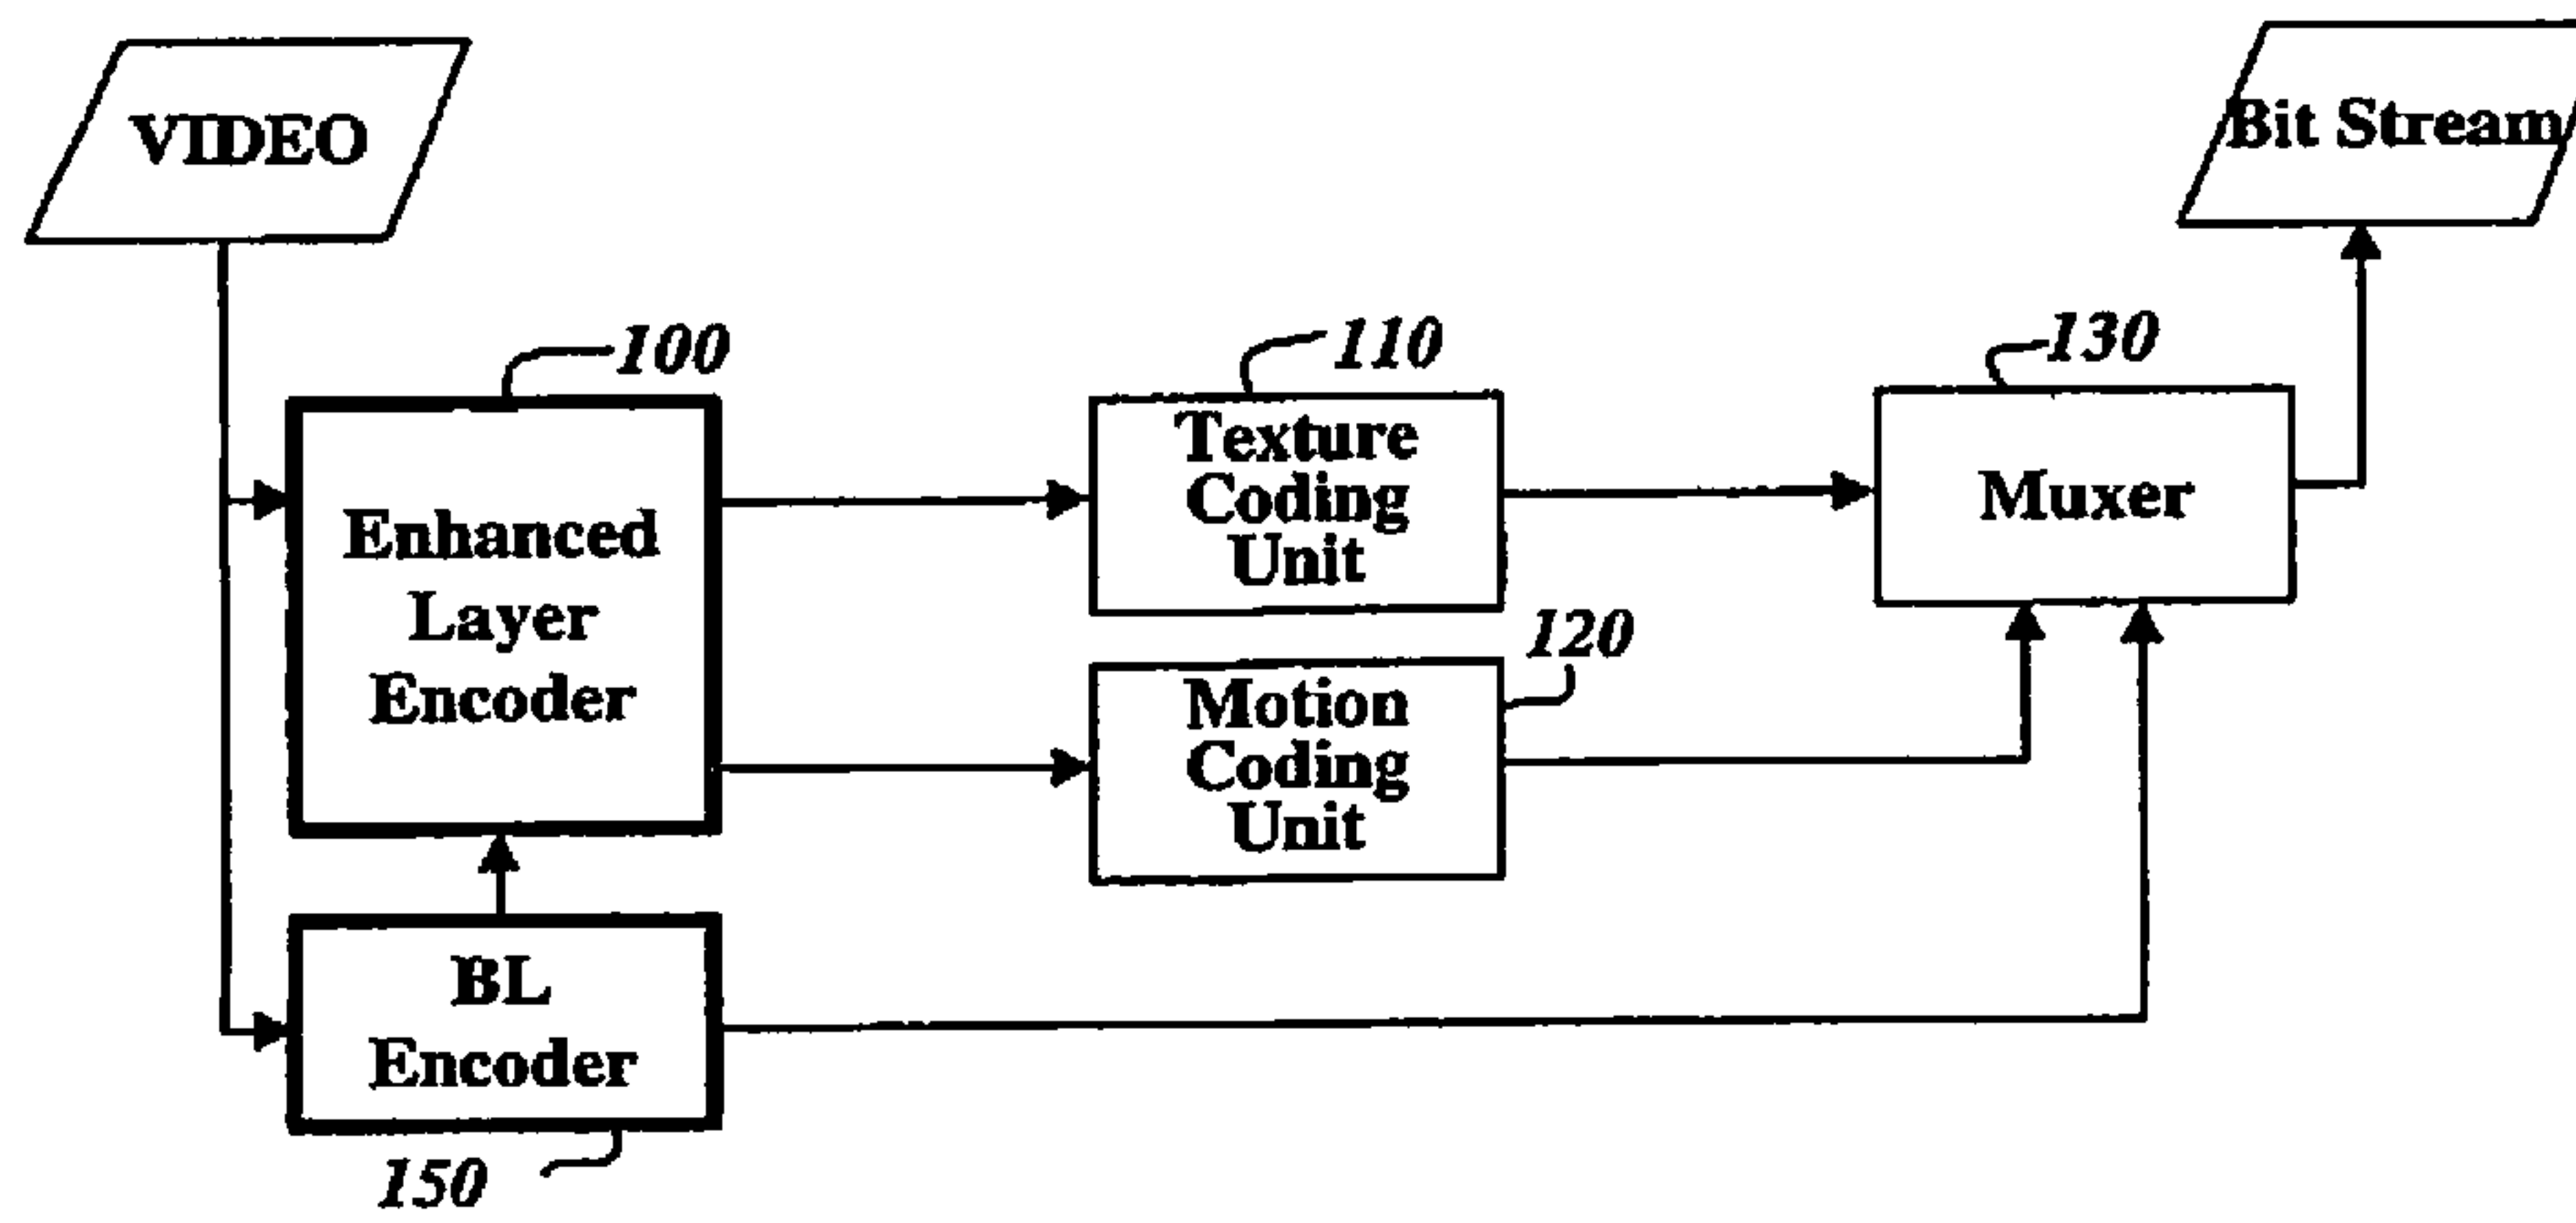 VIDEO
Bit Stream
100
110
130
Enhanced
Layer
Encoder
Texture
Coding
Unit
Muxer
120
Motion
Coding
Unit
BL
Encoder
150